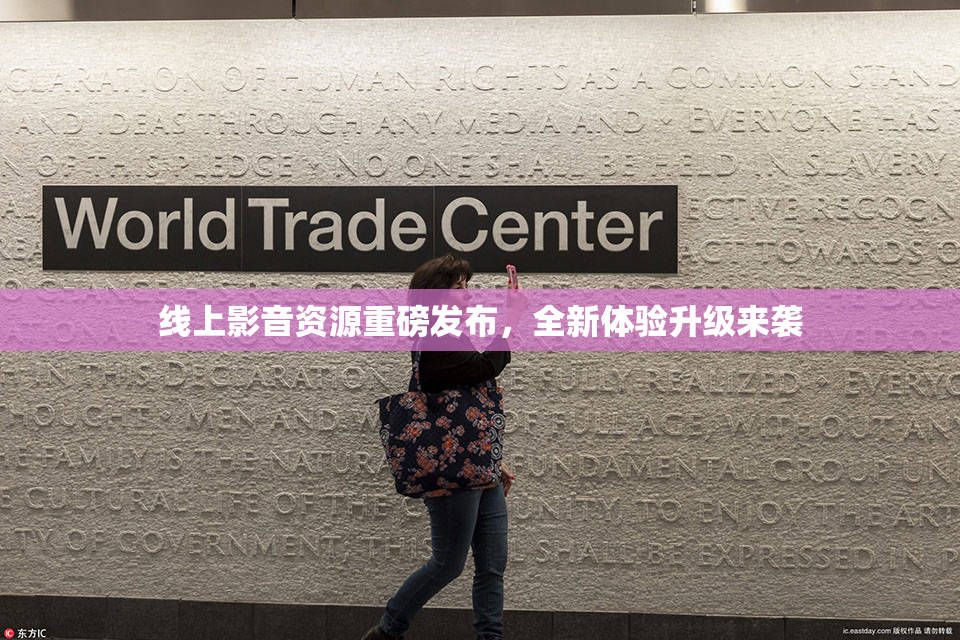 CLARATION OF HUMAN RIGHTS AS A COMMON STAND
AND IDEAS THROUGH ANY MEDIA AND EVERYONE HAS T
OF THIS PLEDGE NO ONE SHALL BE HELD IN SLAVERY
World Trade Center
ECTIVE RECOGN
ACT TOWARDS O
线上影音资源重磅发布，全新体验升级来袭
IN THIS DECLARATION FULLY REALIZED EVERYO
THOUGHT MEN AND OF FULL AGE WITHO
E FAMILY IS THE NATURA FUNDAMENTAL GROUP
E CULTURAL LIFE OF THE UNITY, TO ENJOY THE ART
TY OF GOVERNMENT; THIS SHALL BE EXPRESSED IN P
东方IC
ic.eastday.com 版权作品 请勿转载